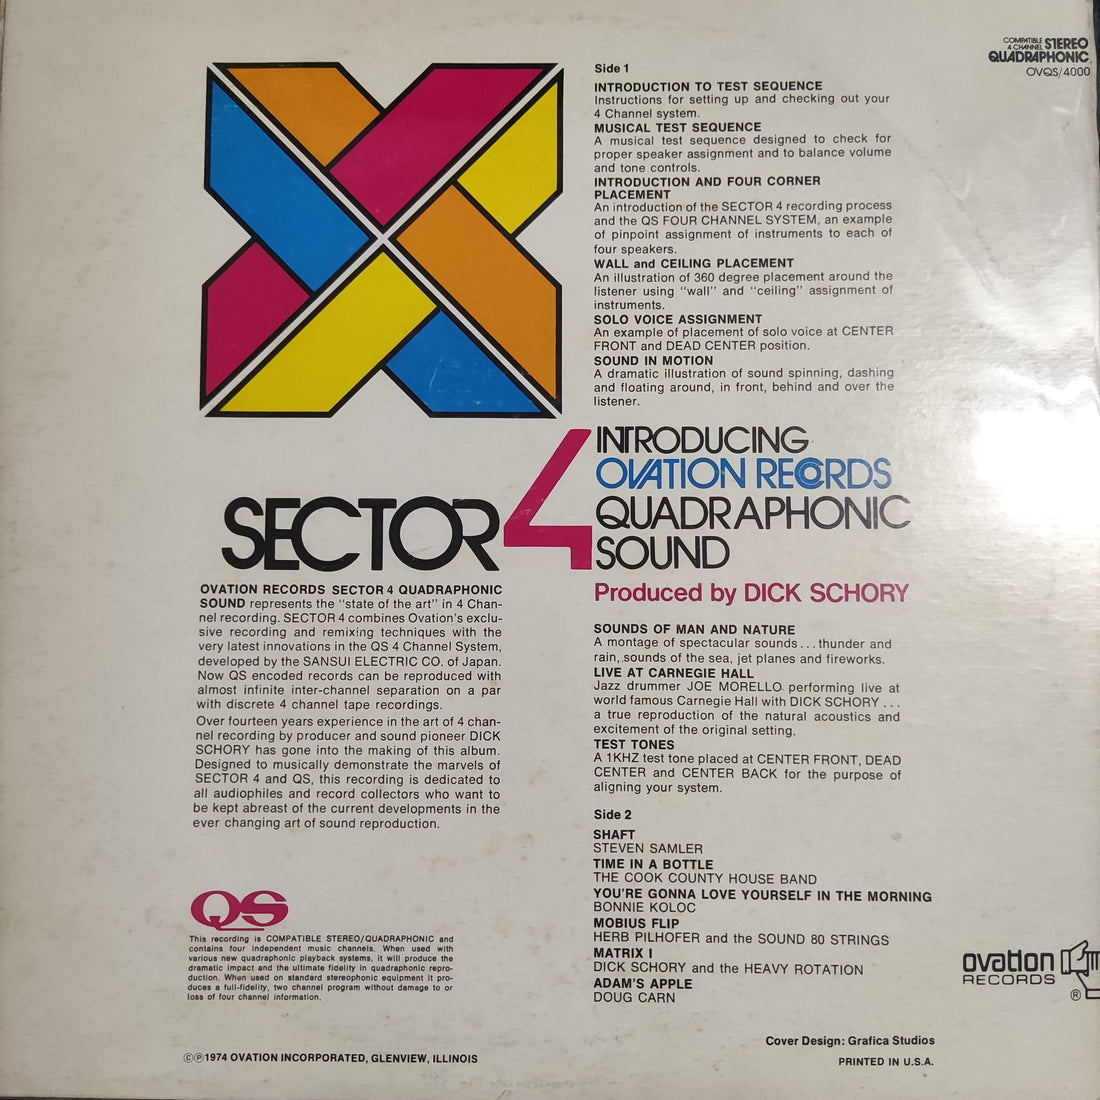 COMPATIBLE
4 CHANNEL STEREO
QUADRAPHONIC
OVQS/4000
Side 1
INTRODUCTION TO TEST SEQUENCE
Instructions for setting up and checking out your
4 Channel system.
MUSICAL TEST SEQUENCE
A musical test sequence designed to check for
proper speaker assignment and to balance volume
and tone controls.
INTRODUCTION AND FOUR CORNER
PLACEMENT
An introduction of the SECTOR 4 recording process
and the QS FOUR CHANNEL SYSTEM, an example
of pinpoint assignment of instruments to each of
four speakers.
WALL and CEILING PLACEMENT
An illustration of 360 degree placement around the
listener using "wall" and "ceiling" assignment of
instruments.
SOLO VOICE ASSIGNMENT
An example of placement of solo voice at CENTER
FRONT and DEAD CENTER position.
SOUND IN MOTION
A dramatic illustration of sound spinning, dashing
and floating around, in front, behind and over the
listener.
SECTOR 4
INTRODUCING
OVATION RECORDS
QUADRAPHONIC
SOUND
Produced by DICK SCHORY
OVATION RECORDS SECTOR 4 QUADRAPHONIC
SOUND represents the "state of the art" in 4 Chan-
nel recording. SECTOR 4 combines Ovation's exclu-
sive recording and remixing techniques with the
very latest innovations in the QS 4 Channel System,
developed by the SANSUI ELECTRIC CO. of Japan.
Now QS encoded records can be reproduced with
almost infinite inter-channel separation on a par
with discrete 4 channel tape recordings.
Over fourteen years experience in the art of 4 chan-
nel recording by producer and sound pioneer DICK
SCHORY has gone into the making of this album.
Designed to musically demonstrate the marvels of
SECTOR 4 and QS, this recording is dedicated to
all audiophiles and record collectors who want to
be kept abreast of the current developments in the
ever changing art of sound reproduction.
SOUNDS OF MAN AND NATURE
A montage of spectacular sounds...thunder and
rain, sounds of the sea, jet planes and fireworks.
LIVE AT CARNEGIE HALL
Jazz drummer JOE MORELLO performing live at
world famous Carnegie Hall with DICK SCHORY...
a true reproduction of the natural acoustics and
excitement of the original setting.
TEST TONES
A 1KHZ test tone placed at CENTER FRONT, DEAD
CENTER and CENTER BACK for the purpose of
aligning your system.
Side 2
SHAFT
STEVEN SAMLER
TIME IN A BOTTLE
THE COOK COUNTY HOUSE BAND
YOU'RE GONNA LOVE YOURSELF IN THE MORNING
BONNIE KOLOC
MOBIUS FLIP
HERB PILHOFER and the SOUND 80 STRINGS
MATRIX I
DICK SCHORY and the HEAVY ROTATION
ADAM'S APPLE
DOUG CARN
QS
This recording is COMPATIBLE STEREO/QUADRAPHONIC and
contains four independent music channels. When used with
various new quadraphonic playback systems, it will produce the
dramatic impact and the ultimate fidelity in quadraphonic repro-
duction. When used on standard stereophonic equipment it pro-
duces a full-fidelity, two channel program without damage to or
loss of four channel information.
ovation
RECORDS
®
Cover Design: Grafica Studios
©℗1974 OVATION INCORPORATED, GLENVIEW, ILLINOIS
PRINTED IN U.S.A.